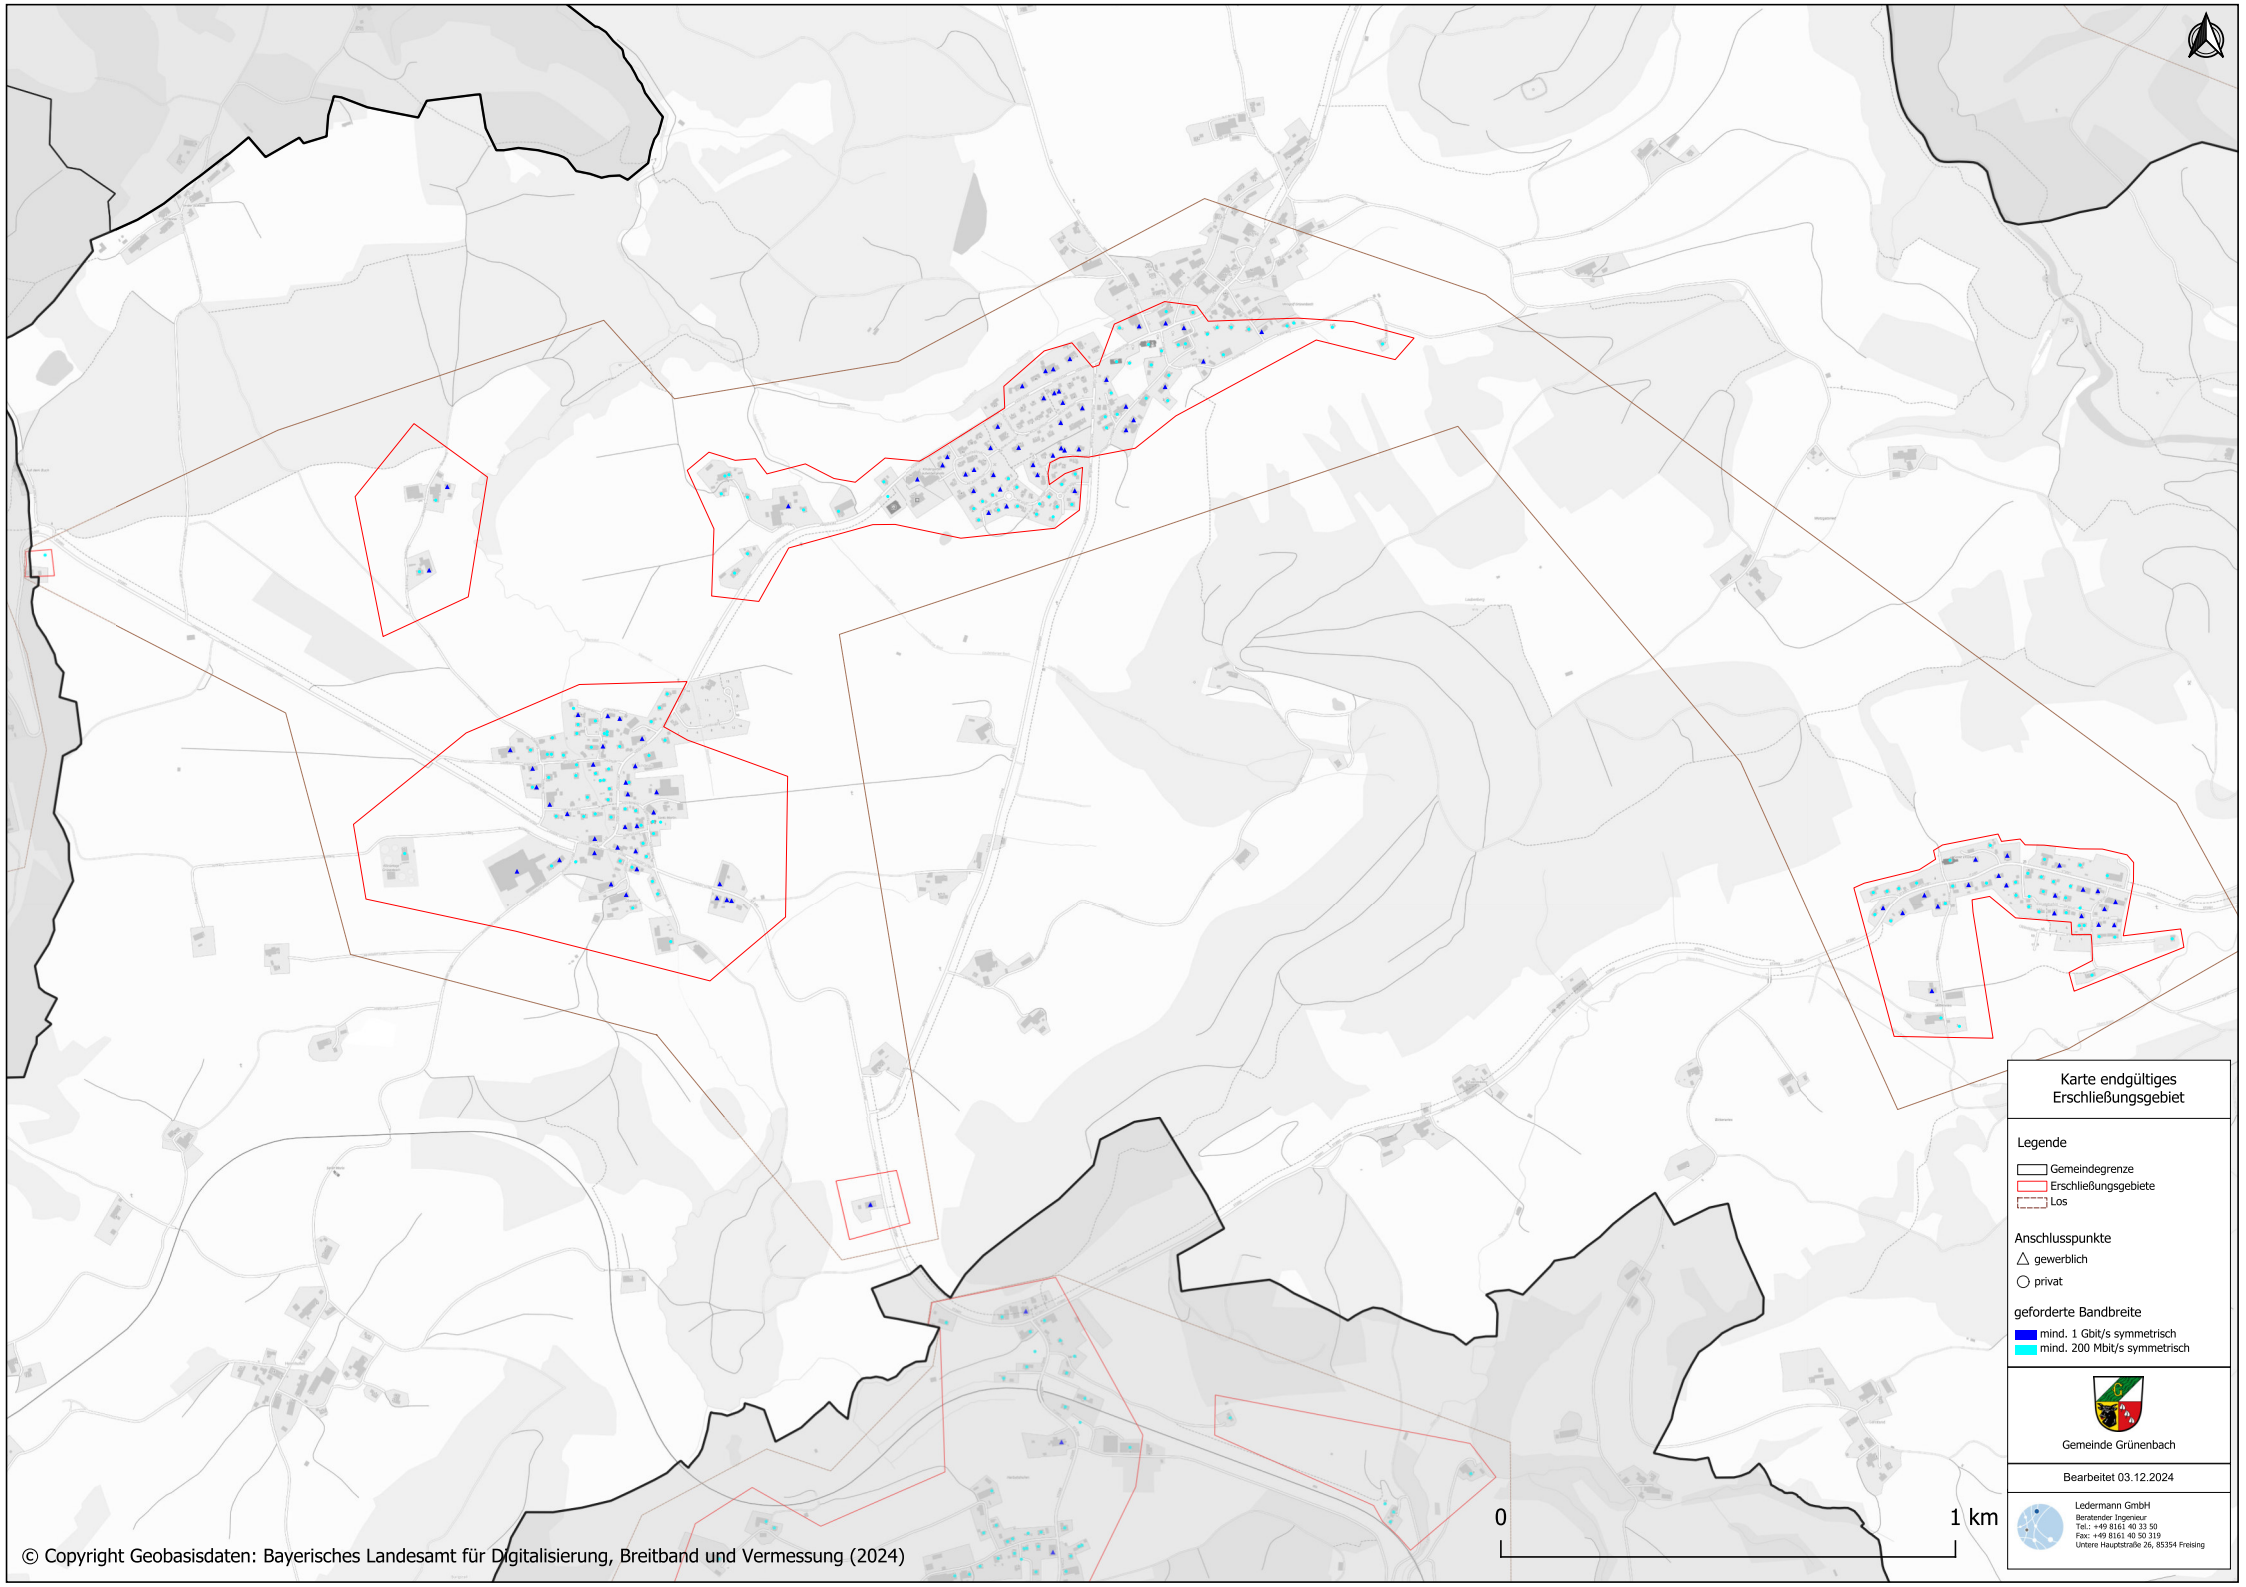 Karte endgültiges
Erschließungsgebiet
Legende
Gemeindegrenze
Erschließungsgebiete
Los
Anschlusspunkte
gewerblich
privat
geforderte Bandbreite
mind. 1 Gbit/s symmetrisch
mind. 200 Mbit/s symmetrisch
G
Gemeinde Grünenbach
Bearbeitet 03.12.2024
Ledermann GmbH
Beratender Ingenieur
Tel.: +49 8161 40 33 50
Fax: +49 8161 40 50 319
Untere Hauptstraße 26, 85354 Freising
0 1 km
© Copyright Geobasisdaten: Bayerisches Landesamt für Digitalisierung, Breitband und Vermessung (2024)